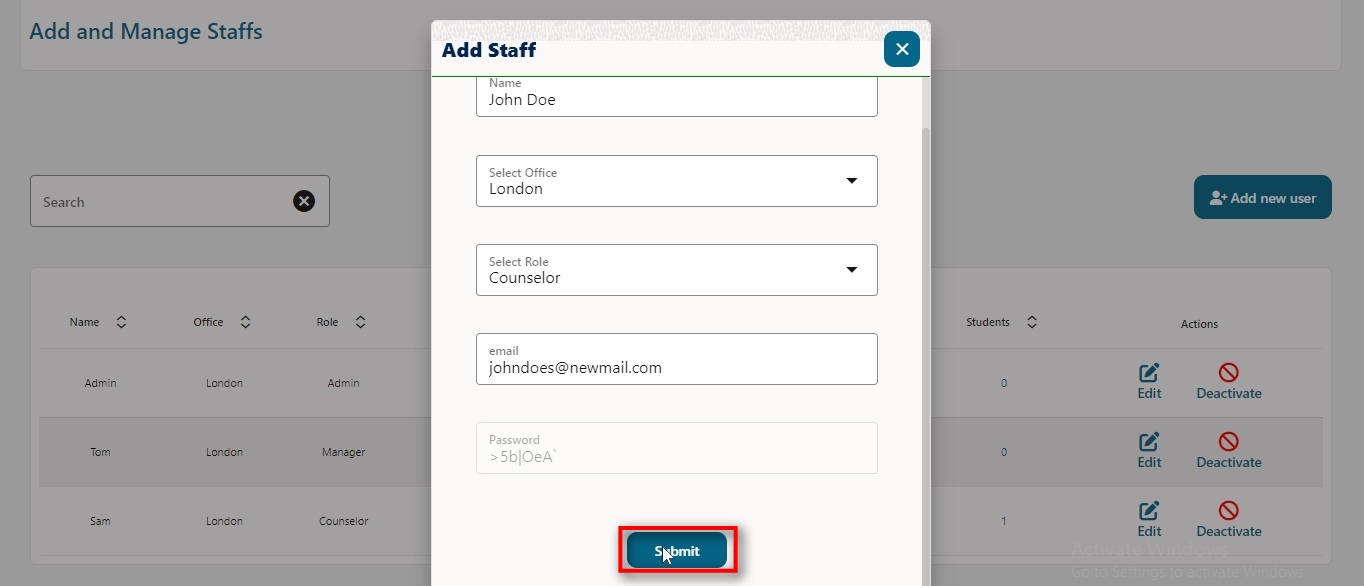 Add and Manage Staffs
Add Staff
Name
John Doe
Select Office
London
Search
Add new user
Select Role
Counselor
Name Office Role Students Actions
email
johndoes@newmail.com
Admin London Admin 0 Edit Deactivate
Password
>5b|OeA`
Tom London Manager 0 Edit Deactivate
Sam London Counselor 1 Edit Deactivate
Submit
Activate Windows
Go to Settings to activate Windows.